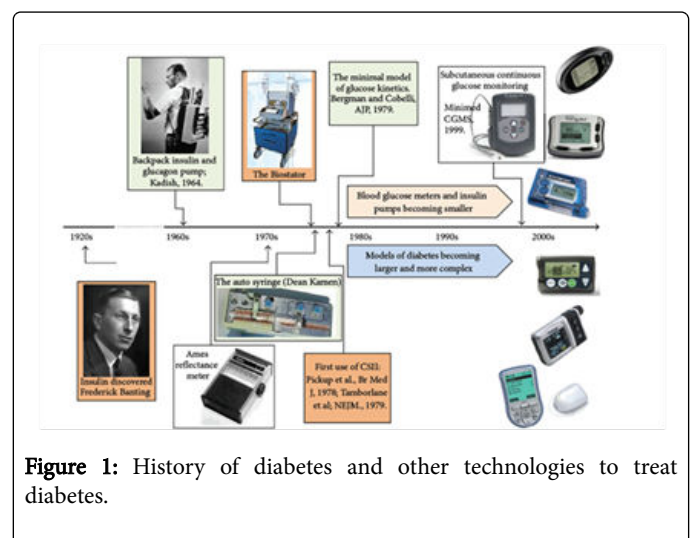 Backpack insulin and
glucagon pump;
Kadish, 1964.
The Biostator
The minimal model
of glucose kinetics.
Bergman and Cobelli,
AJP, 1979.
Subcutaneous continuous
glucose monitoring
Minimed
CGMS,
1999.
Blood glucose meters and insulin
pumps becoming smaller
1920s
1960s
1970s
1980s
1990s
2000s
Models of diabetes becoming
larger and more complex
The auto syringe (Dean Kamen)
Insulin discovered
Frederick Banting
Ames
reflectance
meter
First use of CSII:
Pickup et al., Br Med
J, 1978; Tamborlane
et al; NEJM., 1979.
Figure 1: History of diabetes and other technologies to treat
diabetes.